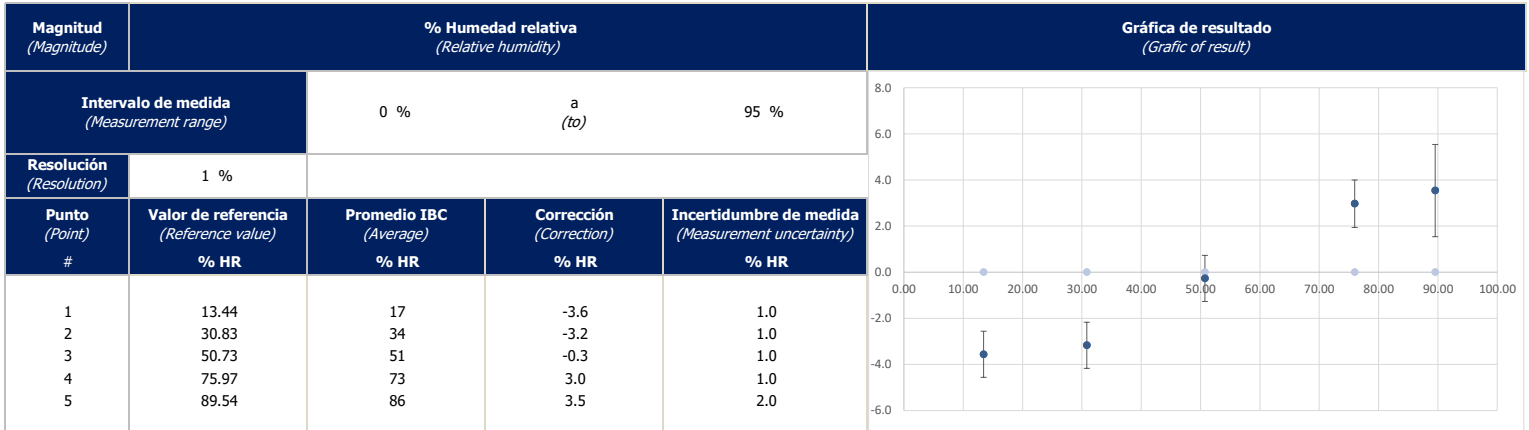 Magnitud
(Magnitude)
% Humedad relativa
(Relative humidity)
Gráfica de resultado
(Grafic of result)
Intervalo de medida
(Measurement range)
0 %
a
(to)
95 %
Resolución
(Resolution)
1 %
Punto
(Point)
#
Valor de referencia
(Reference value)
% HR
Promedio IBC
(Average)
% HR
Corrección
(Correction)
% HR
Incertidumbre de medida
(Measurement uncertainty)
% HR
1 13.44 17 -3.6 1.0
2 30.83 34 -3.2 1.0
3 50.73 51 -0.3 1.0
4 75.97 73 3.0 1.0
5 89.54 86 3.5 2.0
8.0
6.0
4.0
2.0
0.0
-2.0
-4.0
-6.0
0.00 10.00 20.00 30.00 40.00 50.00 60.00 70.00 80.00 90.00 100.00